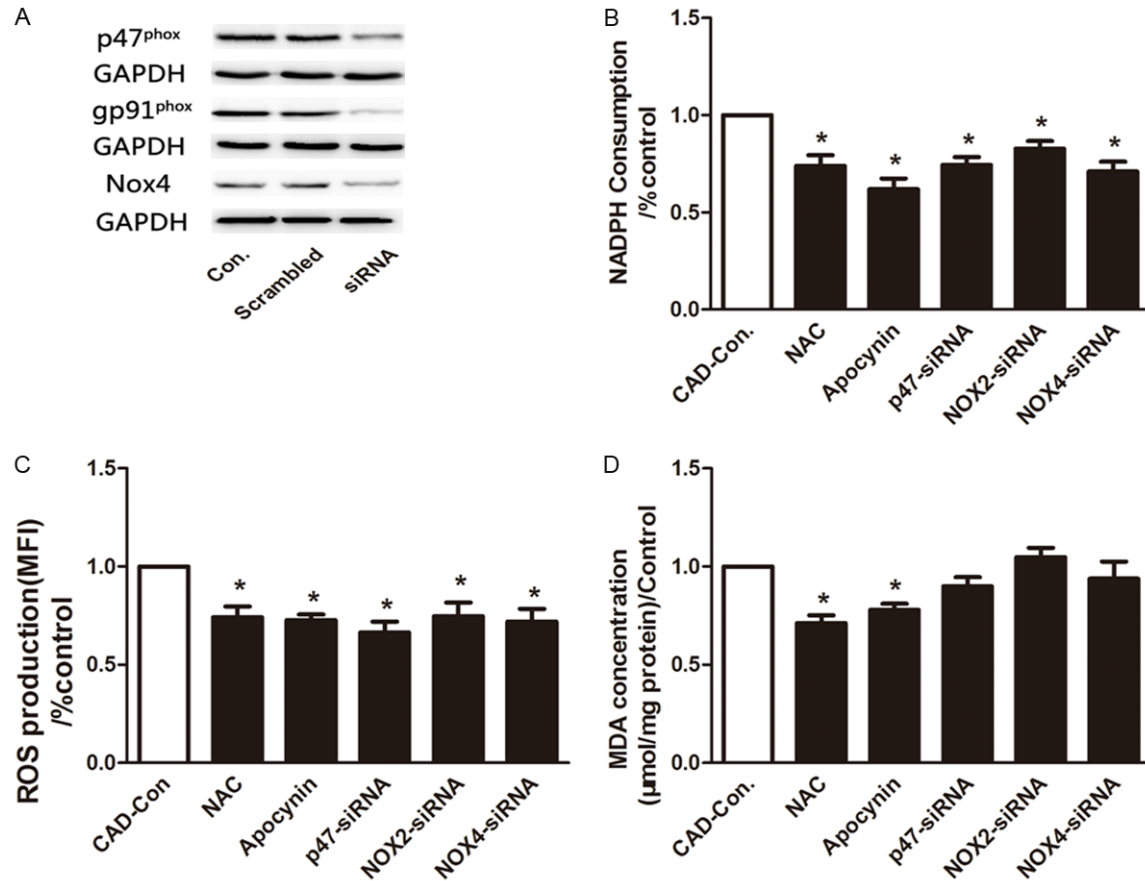 A
p47phox
GAPDH
gp91phox
GAPDH
Nox4
GAPDH
Con.
Scrambled
siRNA
B
NADPH Consumption
/%control
1.5
1.0
0.5
0.0
CAD-Con.
NAC
Apocynin
p47-siRNA
NOX2-siRNA
NOX4-siRNA
*
*
*
*
*
C
ROS production(MFI)
/%control
1.5
1.0
0.5
0.0
CAD-Con
NAC
Apocynin
p47-siRNA
NOX2-siRNA
NOX4-siRNA
*
*
*
*
*
D
MDA concentration
(μmol/mg protein)/Control
1.5
1.0
0.5
0.0
CAD-Con.
NAC
Apocynin
p47-siRNA
NOX2-siRNA
NOX4-siRNA
*
*